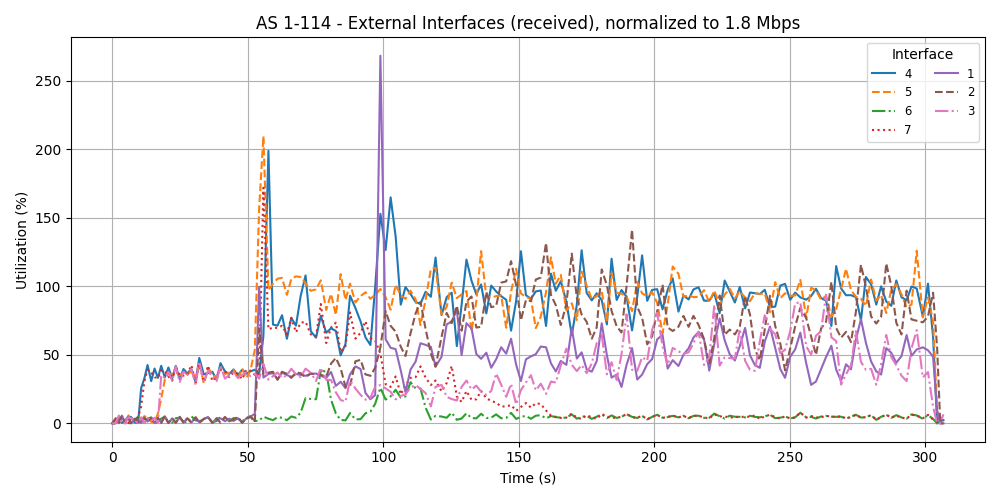 AS 1-114 - External Interfaces (received), normalized to 1.8 Mbps
Utilization (%)
250
200
150
100
50
0
0 50 100 150 200 250 300
Time (s)
Interface
4 1
5 2
6 3
7